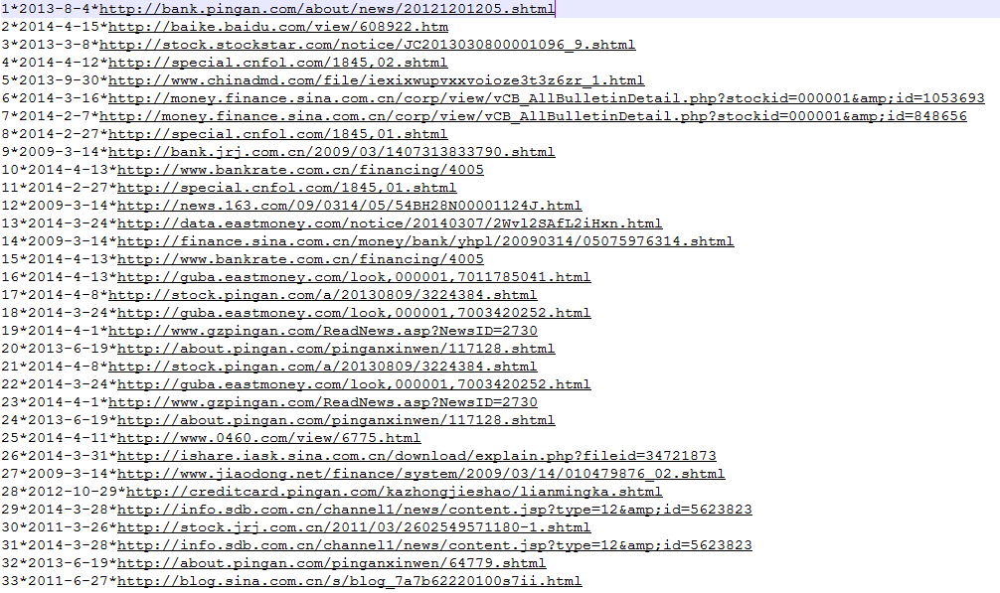 1*2013-8-4*http://bank.pingan.com/about/news/20121201205.shtml
2*2014-4-15*http://baike.baidu.com/view/608922.htm
3*2013-3-8*http://stock.stockstar.com/notice/JC2013030800001096_9.shtml
4*2014-4-12*http://special.cnfol.com/1845,02.shtml
5*2013-9-30*http://www.chinadmd.com/file/iexixwupvxxvoioze3t3z6zr_1.html
6*2014-3-16*http://money.finance.sina.com.cn/corp/view/vCB_AllBulletinDetail.php?stockid=000001&amp;id=1053693
7*2014-2-7*http://money.finance.sina.com.cn/corp/view/vCB_AllBulletinDetail.php?stockid=000001&amp;id=848656
8*2014-2-27*http://special.cnfol.com/1845,01.shtml
9*2009-3-14*http://bank.jrj.com.cn/2009/03/1407313833790.shtml
10*2014-4-13*http://www.bankrate.com.cn/financing/4005
11*2014-2-27*http://special.cnfol.com/1845,01.shtml
12*2009-3-14*http://news.163.com/09/0314/05/54BH28N00001124J.html
13*2014-3-24*http://data.eastmoney.com/notice/20140307/2Wvl2SAfL2iHxn.html
14*2009-3-14*http://finance.sina.com.cn/money/bank/yhpl/20090314/05075976314.shtml
15*2014-4-13*http://www.bankrate.com.cn/financing/4005
16*2014-4-13*http://guba.eastmoney.com/look,000001,7011785041.html
17*2014-4-8*http://stock.pingan.com/a/20130809/3224384.shtml
18*2014-3-24*http://guba.eastmoney.com/look,000001,7003420252.html
19*2014-4-1*http://www.gzpingan.com/ReadNews.asp?NewsID=2730
20*2013-6-19*http://about.pingan.com/pinganxinwen/117128.shtml
21*2014-4-8*http://stock.pingan.com/a/20130809/3224384.shtml
22*2014-3-24*http://guba.eastmoney.com/look,000001,7003420252.html
23*2014-4-1*http://www.gzpingan.com/ReadNews.asp?NewsID=2730
24*2013-6-19*http://about.pingan.com/pinganxinwen/117128.shtml
25*2014-4-11*http://www.0460.com/view/6775.html
26*2014-3-31*http://ishare.iask.sina.com.cn/download/explain.php?fileid=34721873
27*2009-3-14*http://www.jiaodong.net/finance/system/2009/03/14/010479876_02.shtml
28*2012-10-29*http://creditcard.pingan.com/kazhongjieshao/lianmingka.shtml
29*2014-3-28*http://info.sdb.com.cn/channel1/news/content.jsp?type=12&amp;id=5623823
30*2011-3-26*http://stock.jrj.com.cn/2011/03/2602549571180-1.shtml
31*2014-3-28*http://info.sdb.com.cn/channel1/news/content.jsp?type=12&amp;id=5623823
32*2013-6-19*http://about.pingan.com/pinganxinwen/64779.shtml
33*2011-6-27*http://blog.sina.com.cn/s/blog_7a7b62220100s7ii.html